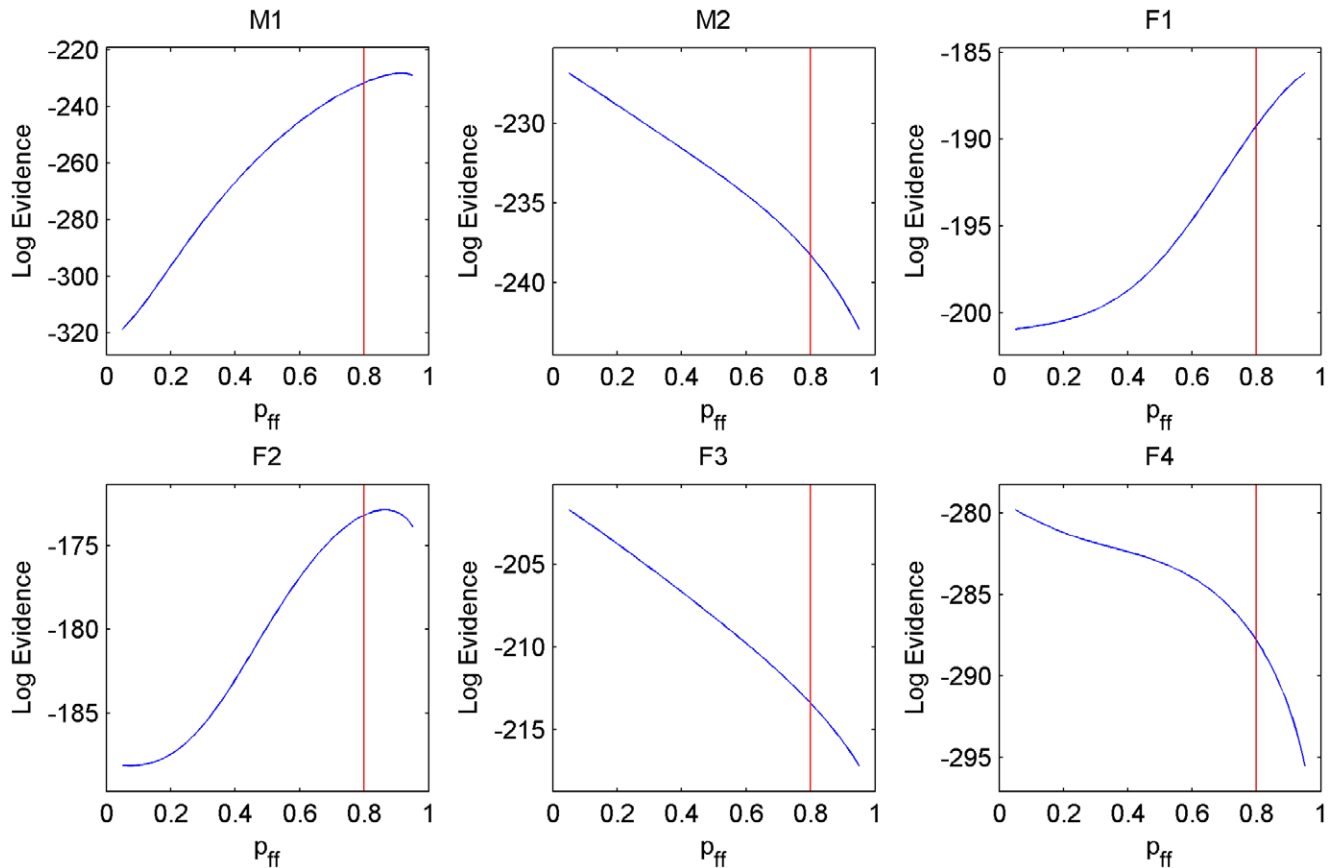 M1
-220
-240
-260
-280
-300
-320
Log Evidence
0 0.2 0.4 0.6 0.8 1
p_ff
M2
-230
-235
-240
Log Evidence
0 0.2 0.4 0.6 0.8 1
p_ff
F1
-185
-190
-195
-200
Log Evidence
0 0.2 0.4 0.6 0.8 1
p_ff
F2
-175
-180
-185
Log Evidence
0 0.2 0.4 0.6 0.8 1
p_ff
F3
-205
-210
-215
Log Evidence
0 0.2 0.4 0.6 0.8 1
p_ff
F4
-280
-285
-290
-295
Log Evidence
0 0.2 0.4 0.6 0.8 1
p_ff